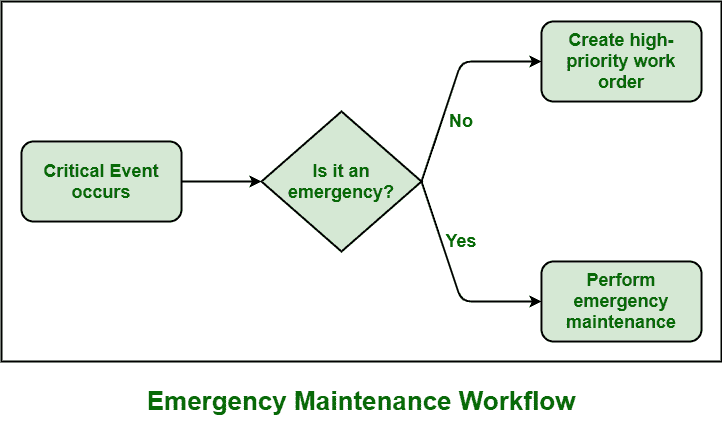 Critical Event
occurs
Is it an
emergency?
No
Create high-
priority work
order
Yes
Perform
emergency
maintenance
Emergency Maintenance Workflow